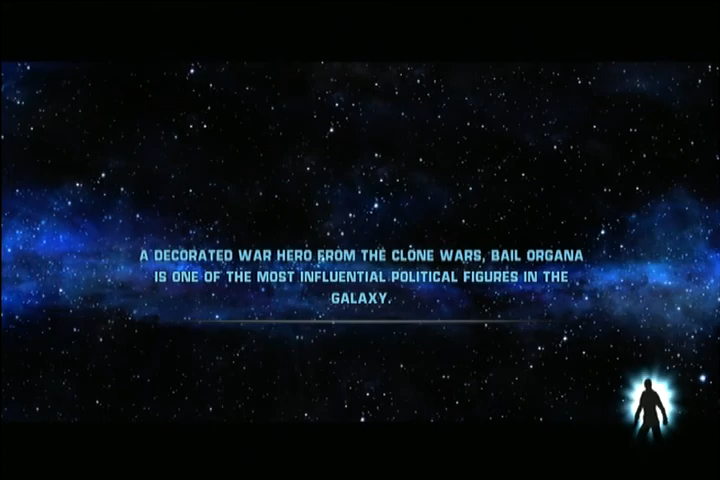 A DECORATED WAR HERO FROM THE CLONE WARS, BAIL ORGANA
IS ONE OF THE MOST INFLUENTIAL POLITICAL FIGURES IN THE
GALAXY.